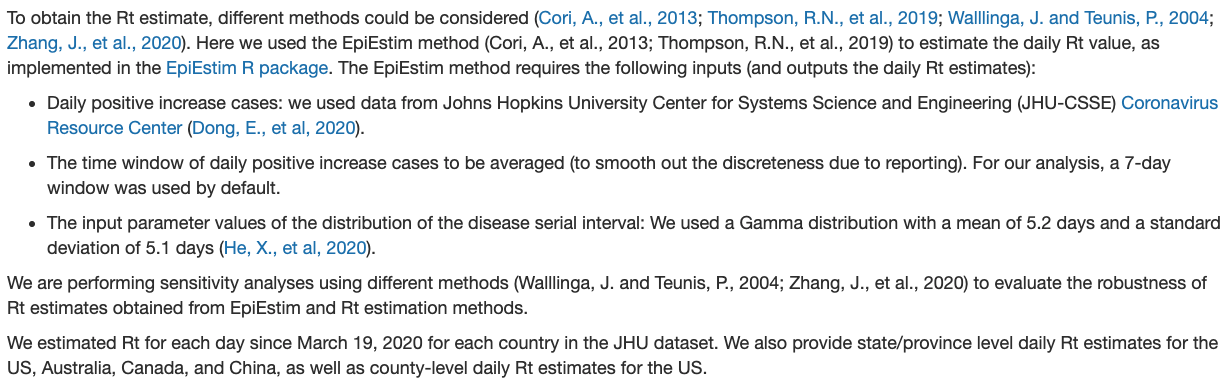 To obtain the Rt estimate, different methods could be considered (Cori, A., et al., 2013; Thompson, R.N., et al., 2019; Walllinga, J. and Teunis, P., 2004;
Zhang, J., et al., 2020). Here we used the EpiEstim method (Cori, A., et al., 2013; Thompson, R.N., et al., 2019) to estimate the daily Rt value, as
implemented in the EpiEstim R package. The EpiEstim method requires the following inputs (and outputs the daily Rt estimates):
• Daily positive increase cases: we used data from Johns Hopkins University Center for Systems Science and Engineering (JHU-CSSE) Coronavirus
Resource Center (Dong, E., et al, 2020).
• The time window of daily positive increase cases to be averaged (to smooth out the discreteness due to reporting). For our analysis, a 7-day
window was used by default.
• The input parameter values of the distribution of the disease serial interval: We used a Gamma distribution with a mean of 5.2 days and a standard
deviation of 5.1 days (He, X., et al, 2020).
We are performing sensitivity analyses using different methods (Walllinga, J. and Teunis, P., 2004; Zhang, J., et al., 2020) to evaluate the robustness of
Rt estimates obtained from EpiEstim and Rt estimation methods.
We estimated Rt for each day since March 19, 2020 for each country in the JHU dataset. We also provide state/province level daily Rt estimates for the
US, Australia, Canada, and China, as well as county-level daily Rt estimates for the US.